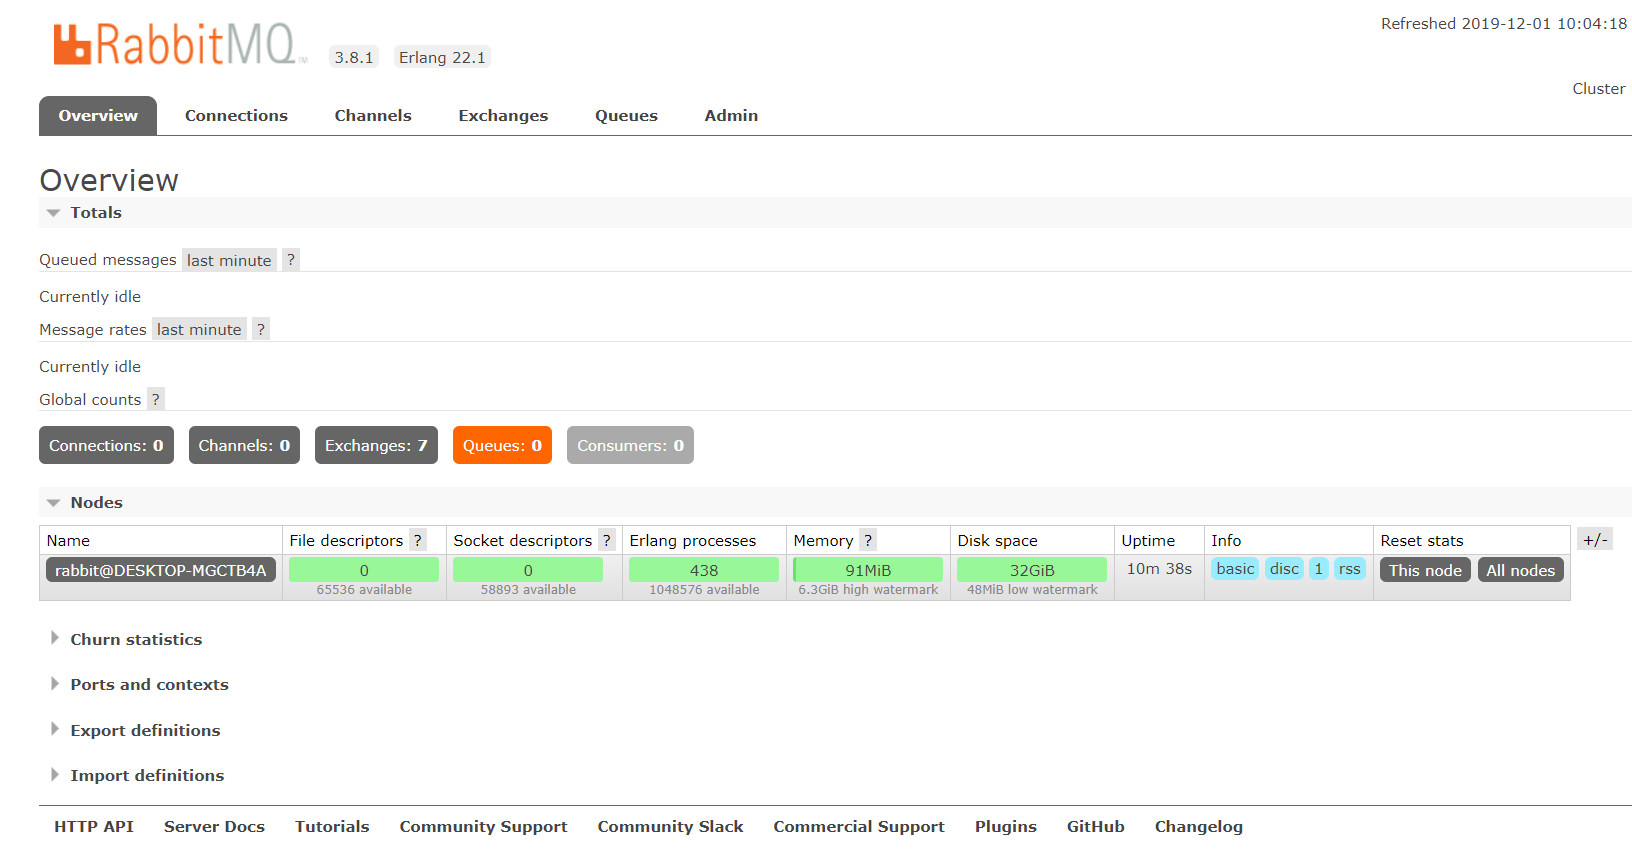 RabbitMQ TM 3.8.1 Erlang 22.1
Refreshed 2019-12-01 10:04:18
Cluster
Overview Connections Channels Exchanges Queues Admin
Overview
Totals
Queued messages last minute ?
Currently idle
Message rates last minute ?
Currently idle
Global counts ?
Connections: 0 Channels: 0 Exchanges: 7 Queues: 0 Consumers: 0
Nodes
Name File descriptors ? Socket descriptors ? Erlang processes Memory ? Disk space Uptime Info Reset stats +/-
rabbit@DESKTOP-MGCTB4A 0 0 438 91MiB 32GiB 10m 38s basic disc 1 rss This node All nodes
65536 available 58893 available 1048576 available 6.3GiB high watermark 48MiB low watermark
Churn statistics
Ports and contexts
Export definitions
Import definitions
HTTP API Server Docs Tutorials Community Support Community Slack Commercial Support Plugins GitHub Changelog